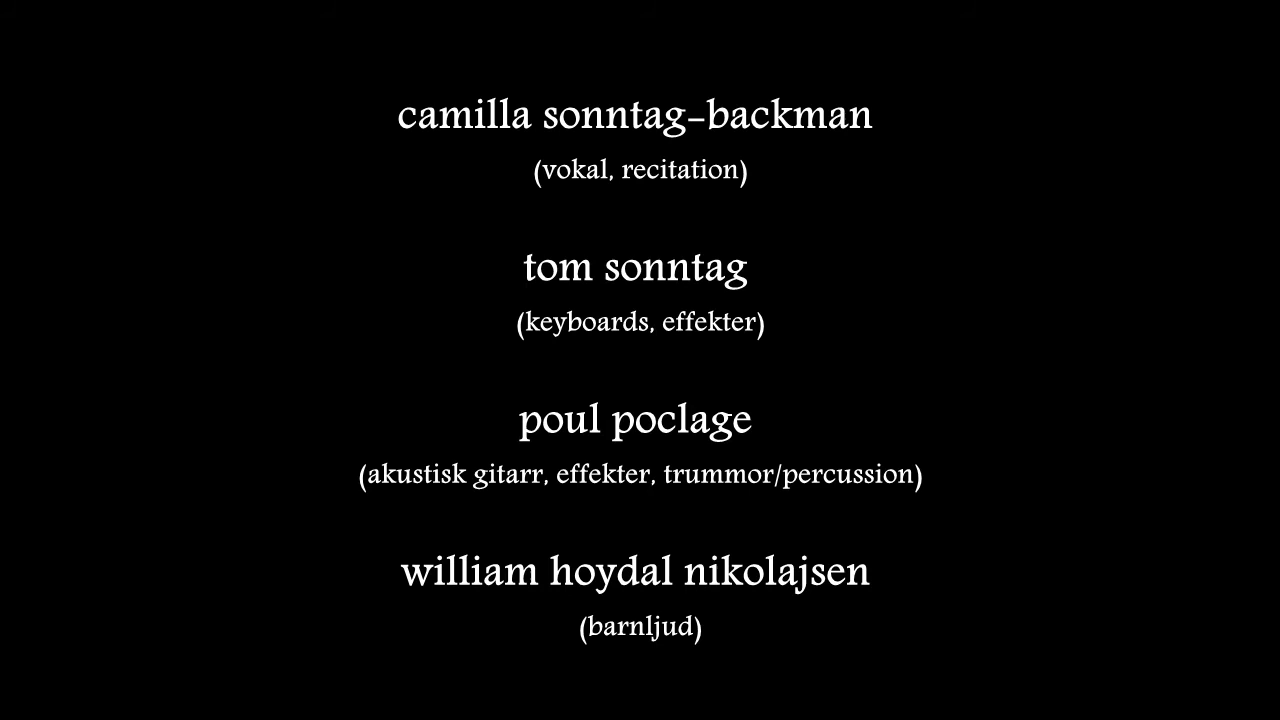 camilla sonntag-backman
(vokal, recitation)
tom sonntag
(keyboards, effekter)
poul poclage
(akustisk gitarr, effekter, trummor/percussion)
william hoydal nikolajsen
(barnljud)